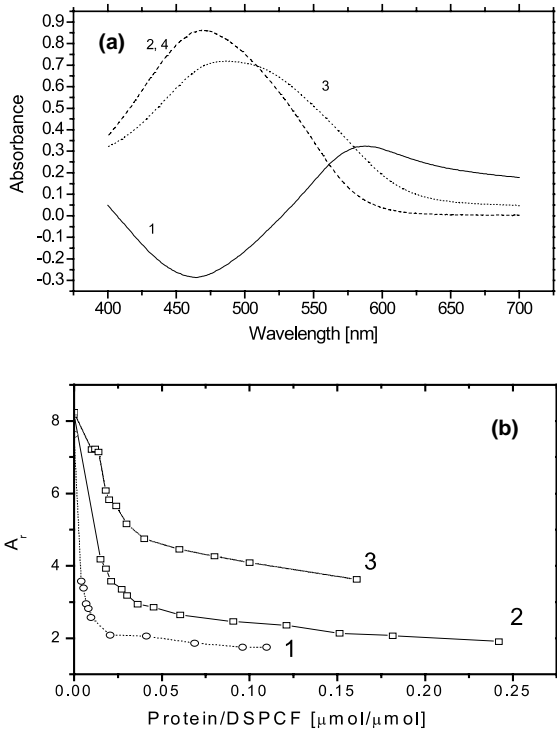 (a)
0.9
0.8
0.7
0.6
0.5
0.4
0.3
0.2
0.1
0.0
-0.1
-0.2
-0.3
2, 4
3
1
Absorbance
400 450 500 550 600 650 700
Wavelength [nm]
(b)
8
6
4
2
A_r
3
2
1
0.00 0.05 0.10 0.15 0.20 0.25
Protein/DSPCF [μmol/μmol]